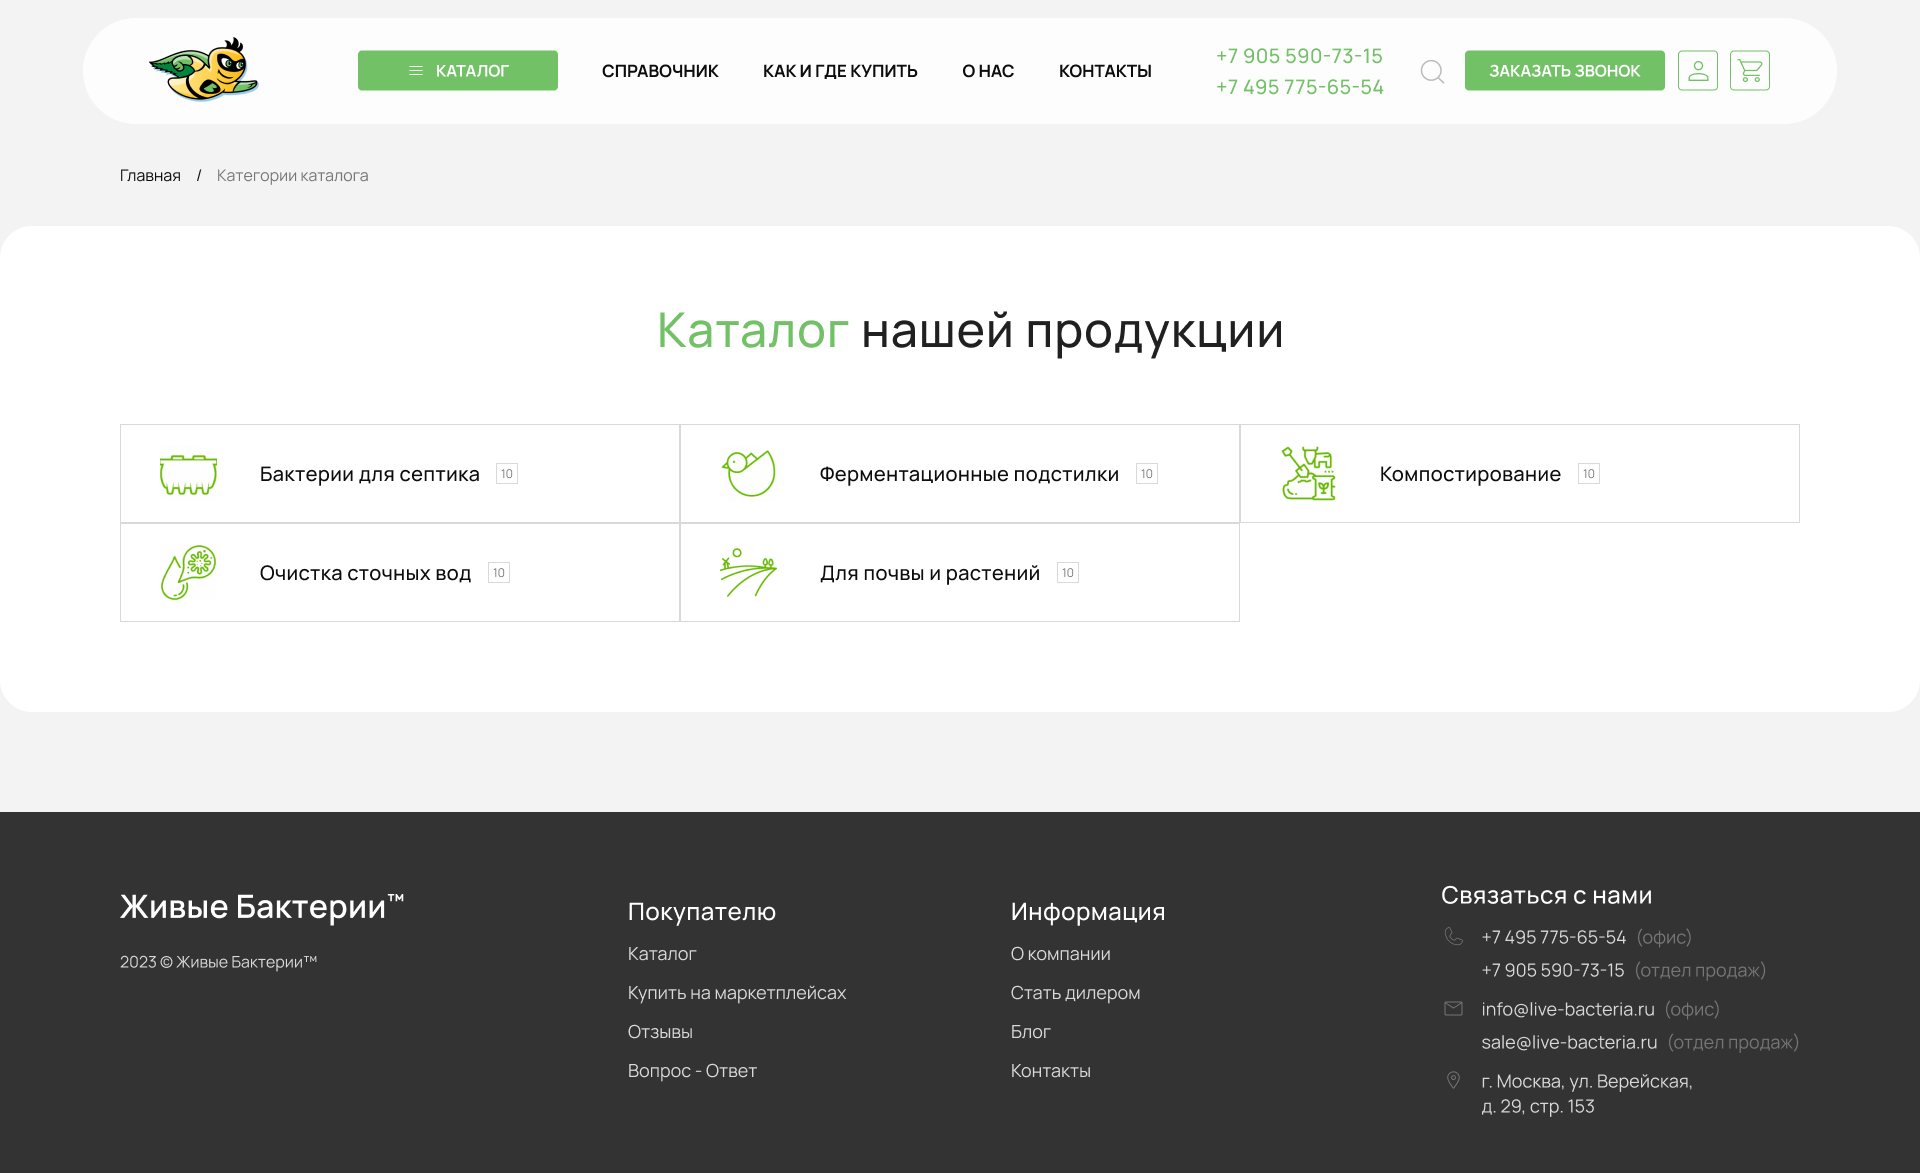 КАТАЛОГ
СПРАВОЧНИК
КАК И ГДЕ КУПИТЬ
О НАС
КОНТАКТЫ
+7 905 590-73-15
+7 495 775-65-54
ЗАКАЗАТЬ ЗВОНОК
Главная / Категории каталога
Каталог нашей продукции
Бактерии для септика 10
Ферментационные подстилки 10
Компостирование 10
Очистка сточных вод 10
Для почвы и растений 10
Живые Бактерии™
2023 © Живые Бактерии™
Покупателю
Каталог
Купить на маркетплейсах
Отзывы
Вопрос - Ответ
Информация
О компании
Стать дилером
Блог
Контакты
Связаться с нами
+7 495 775-65-54 (офис)
+7 905 590-73-15 (отдел продаж)
info@live-bacteria.ru (офис)
sale@live-bacteria.ru (отдел продаж)
г. Москва, ул. Верейская,
д. 29, стр. 153